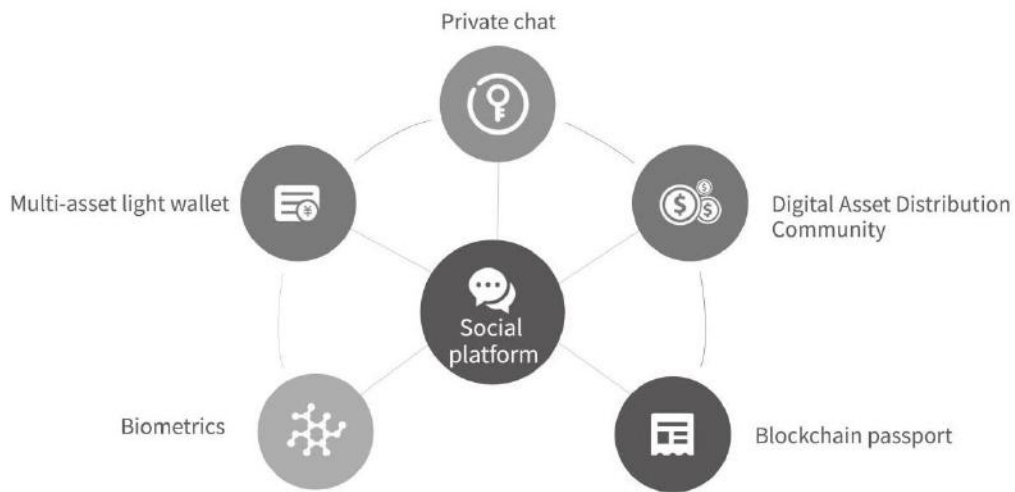 Private chat
Multi-asset light wallet
¥
$
$
$
Digital Asset Distribution
Community
Social
platform
Biometrics
Blockchain passport